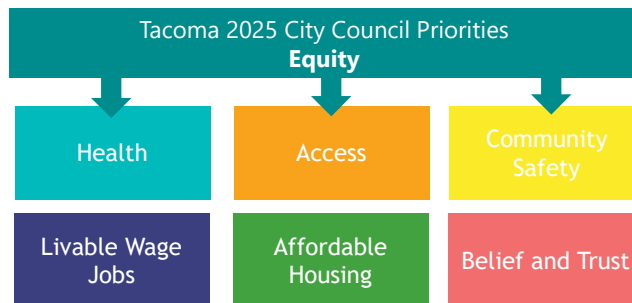 Tacoma 2025 City Council Priorities
Equity
Health
Access
Community
Safety
Livable Wage
Jobs
Affordable
Housing
Belief and Trust